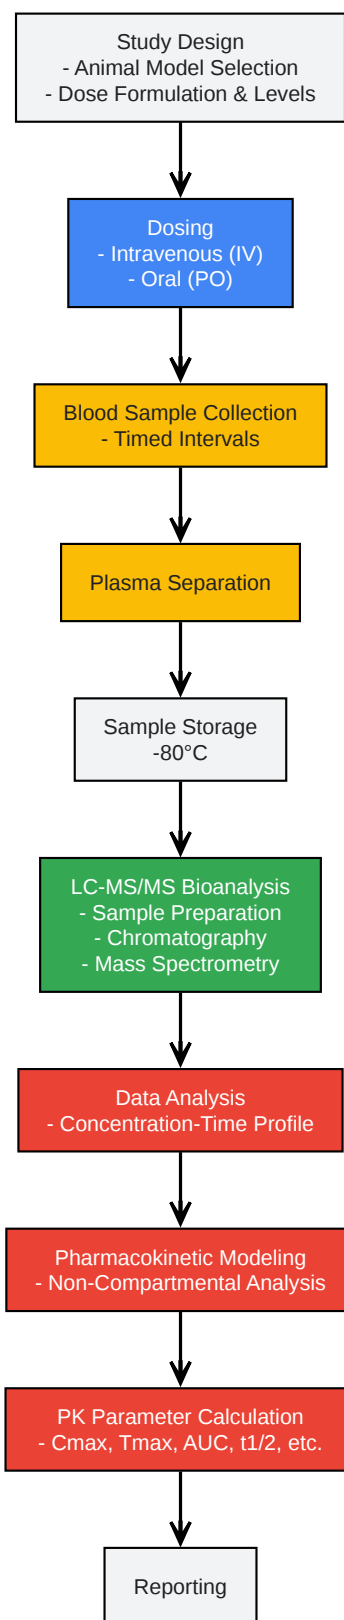 Study Design
- Animal Model Selection
- Dose Formulation & Levels
Dosing
- Intravenous (IV)
- Oral (PO)
Blood Sample Collection
- Timed Intervals
Plasma Separation
Sample Storage
-80°C
LC-MS/MS Bioanalysis
- Sample Preparation
- Chromatography
- Mass Spectrometry
Data Analysis
- Concentration-Time Profile
Pharmacokinetic Modeling
- Non-Compartmental Analysis
PK Parameter Calculation
- Cmax, Tmax, AUC, t1/2, etc.
Reporting